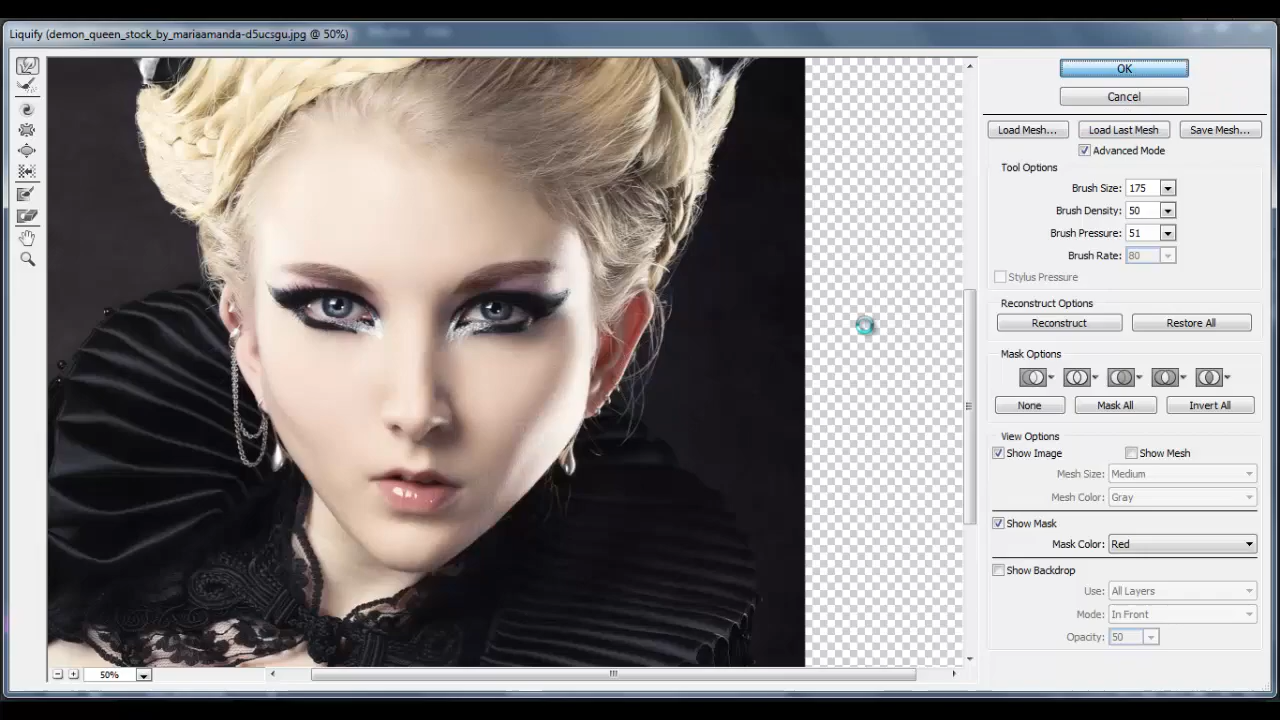 Liquify (demon_queen_stock_by_mariaamanda-d5ucsgu.jpg @ 50%)
OK
Cancel
Load Mesh... Load Last Mesh Save Mesh...
Advanced Mode
Tool Options
Brush Size: 175
Brush Density: 50
Brush Pressure: 51
Brush Rate: 80
Stylus Pressure
Reconstruct Options
Reconstruct Restore All
Mask Options
None Mask All Invert All
View Options
Show Image Show Mesh
Mesh Size: Medium
Mesh Color: Gray
Show Mask
Mask Color: Red
Show Backdrop
Use: All Layers
Mode: In Front
Opacity: 50
50%